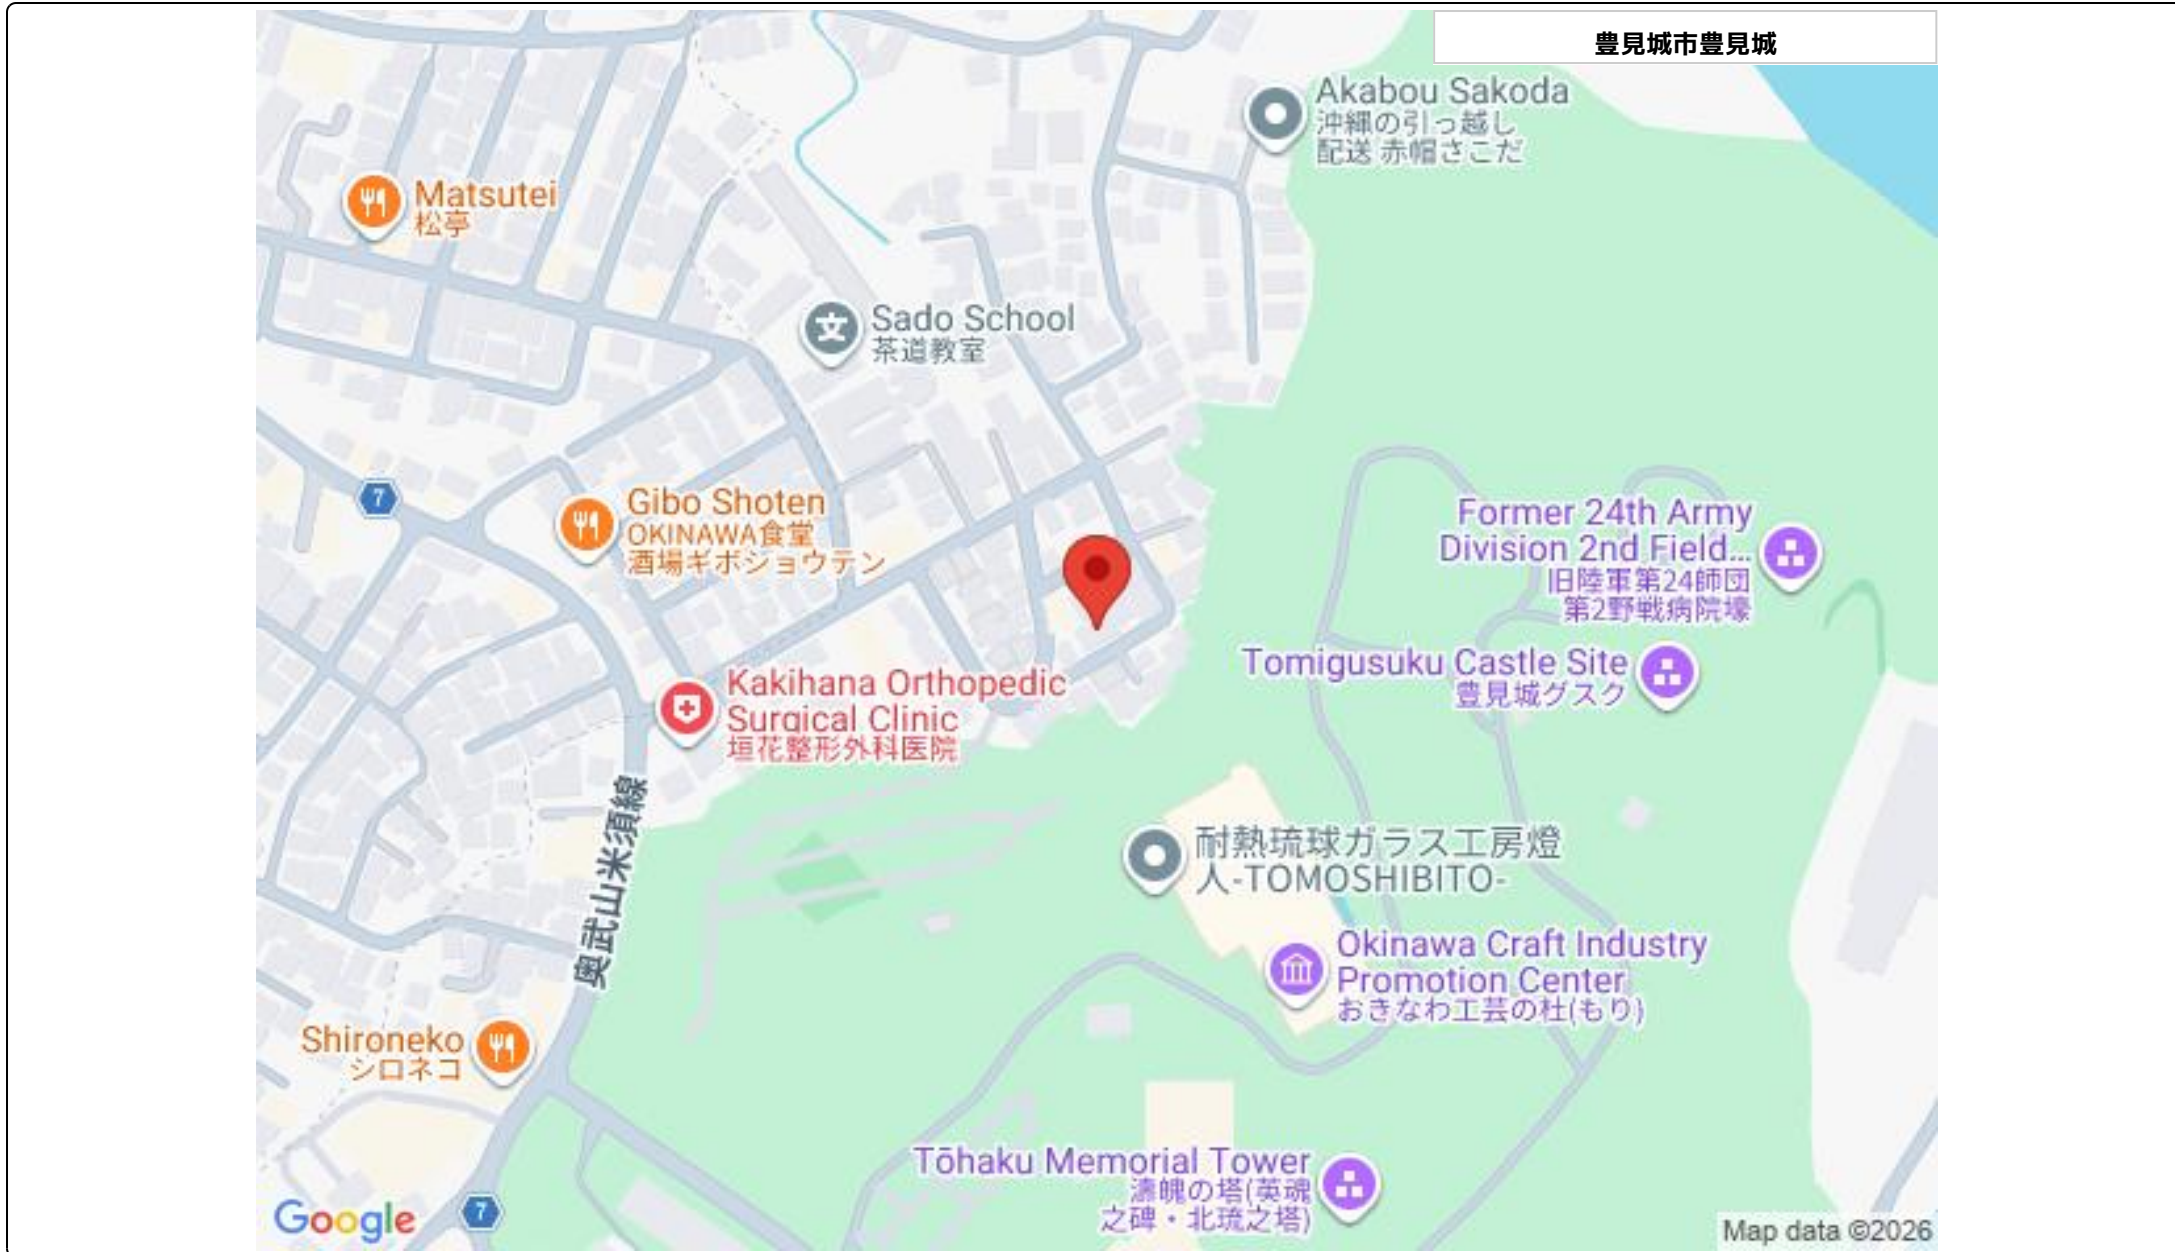 豊見城市豊見城
Akabou Sakoda
沖縄の引っ越し
配送 赤帽さこだ
Matsutei
松亭
Sado School
茶道教室
7
Gibo Shoten
OKINAWA食堂
酒場ギボショウテン
Former 24th Army
Division 2nd Field...
旧陸軍第24師団
第2野戦病院壕
Tomigusuku Castle Site
豊見城グスク
Kakihana Orthopedic
Surgical Clinic
垣花整形外科医院
奥武山米須線
耐熱琉球ガラス工房燈
人-TOMOSHIBITO-
Okinawa Craft Industry
Promotion Center
おきなわ工芸の杜(もり)
Shironeko
シロネコ
Tōhaku Memorial Tower
濤魄の塔(英魂
之碑・北琉之塔)
Google
7
Map data ©2026